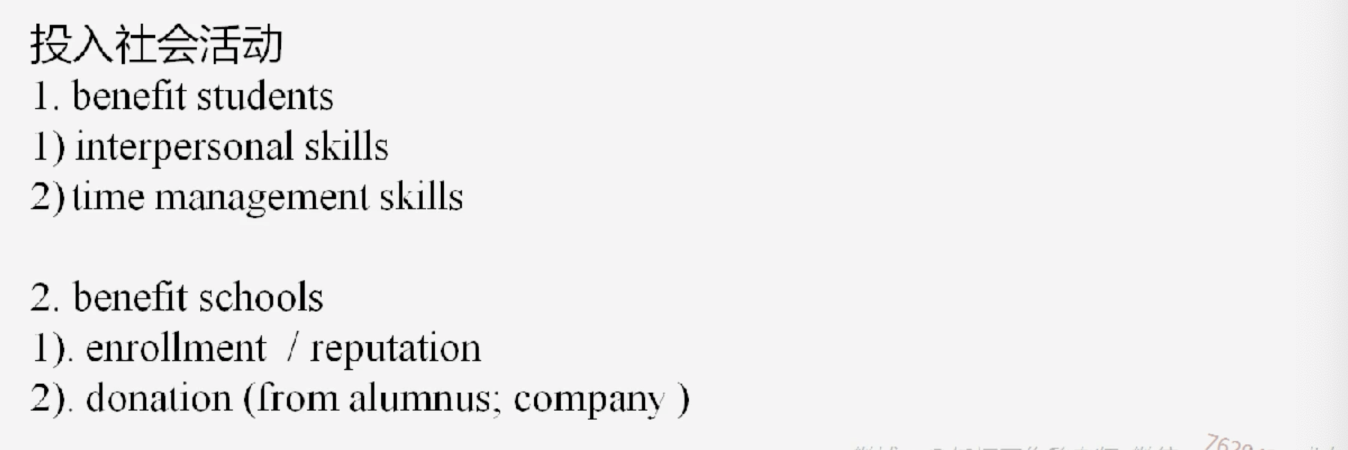 投入社会活动
1. benefit students
1) interpersonal skills
2) time management skills
2. benefit schools
1). enrollment / reputation
2). donation (from alumnus; company )